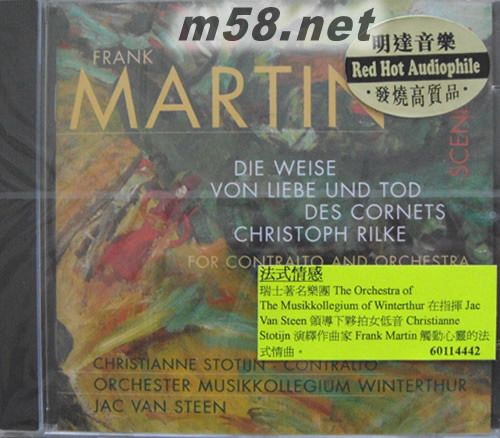 m58.net
FRANK
MARTIN
明達音樂
Red Hot Audiophile
·發燒高質品·
SCEN
DIE WEISE
VON LIEBE UND TOD
DES CORNETS
CHRISTOPH RILKE
FOR CONTRALTO AND ORCHESTRA
法式情感
瑞士著名樂團 The Orchestra of
The Musikkollegium of Winterthur 在指揮 Jac
Van Steen 領導下夥拍女低音 Christianne
Stotijn 演繹作曲家 Frank Martin 觸動心靈的法
式情曲。 60114442
CHRISTIANNE STOTIJN · CONTRALTO
ORCHESTER MUSIKKOLLEGIUM WINTERTHUR
JAC VAN STEEN